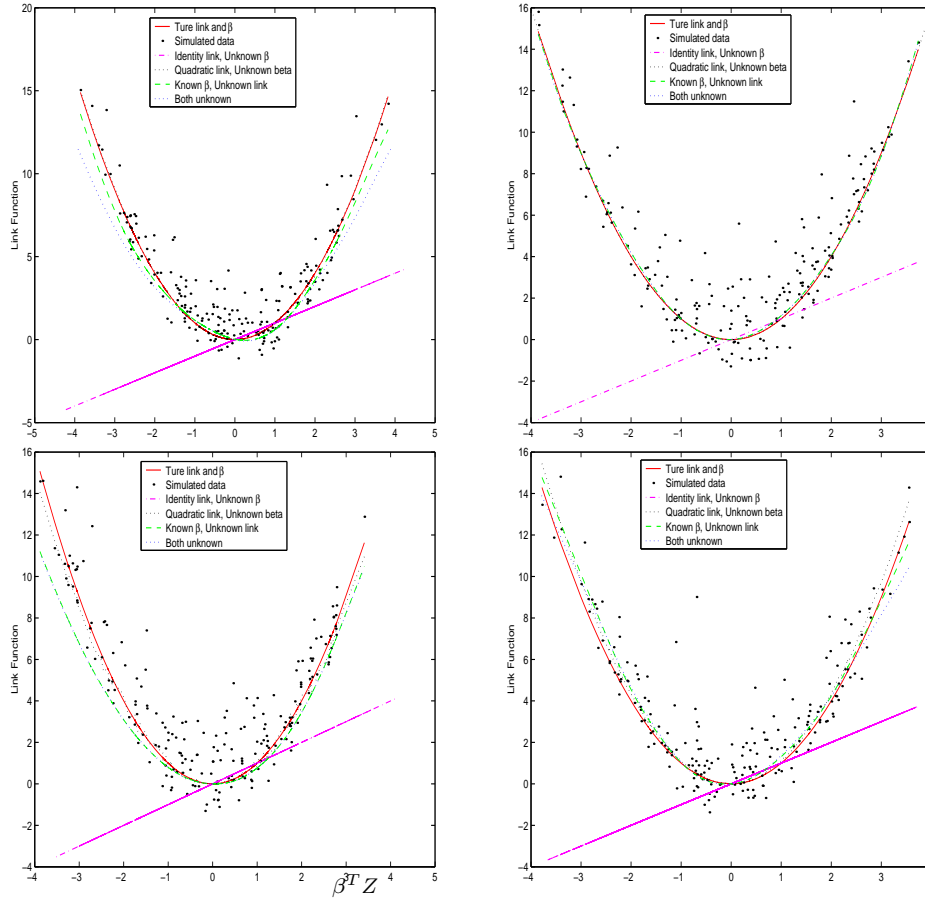 20
15
10
5
0
−5
−5 −4 −3 −2 −1 0 1 2 3 4 5
Link Function
Ture link and β
Simulated data
Identity link, Unknown β
Quadratic link, Unknown beta
Known β, Unknown link
Both unknown
16
14
12
10
8
6
4
2
0
−2
−4
−4 −3 −2 −1 0 1 2 3
Link Function
Ture link and β
Simulated data
Identity link, Unknown β
Quadratic link, Unknown beta
Known β, Unknown link
Both unknown
16
14
12
10
8
6
4
2
0
−2
−4
−4 −3 −2 −1 0 1 2 3 4 5
Link Function
Ture link and β
Simulated data
Identity link, Unknown β
Quadratic link, Unknown beta
Known β, Unknown link
Both unknown
16
14
12
10
8
6
4
2
0
−2
−4
−4 −3 −2 −1 0 1 2 3
Link Function
Ture link and β
Simulated data
Identity link, Unknown β
Quadratic link, Unknown beta
Known β, Unknown link
Both unknown
β^T Z